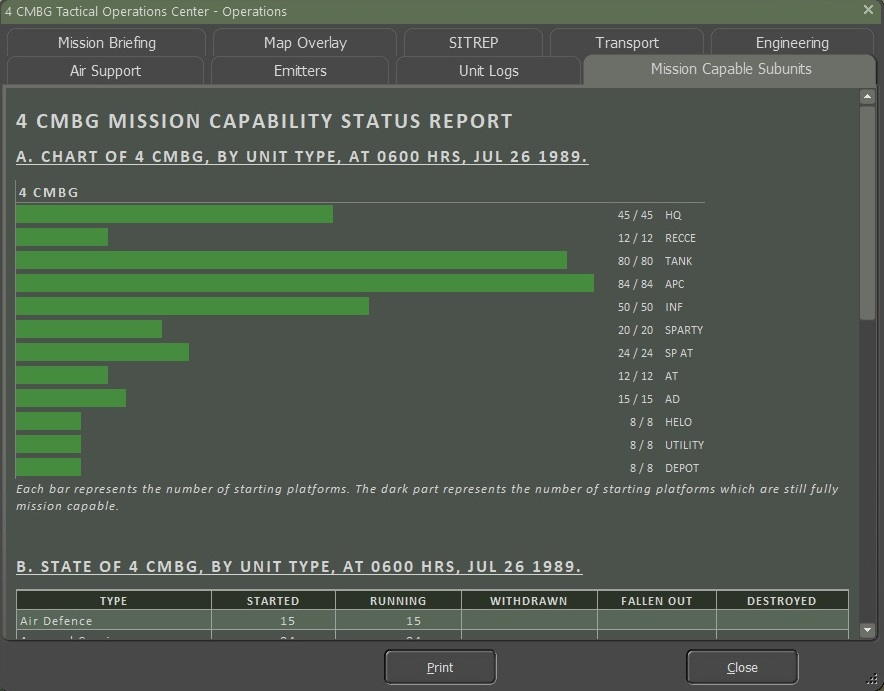 4 CMBG Tactical Operations Center - Operations
Mission Briefing Map Overlay SITREP Transport Engineering
Air Support Emitters Unit Logs Mission Capable Subunits
4 CMBG MISSION CAPABILITY STATUS REPORT
A. CHART OF 4 CMBG, BY UNIT TYPE, AT 0600 HRS, JUL 26 1989.
4 CMBG
45 / 45 HQ
12 / 12 RECCE
80 / 80 TANK
84 / 84 APC
50 / 50 INF
20 / 20 SPARTY
24 / 24 SP AT
12 / 12 AT
15 / 15 AD
8 / 8 HELO
8 / 8 UTILITY
8 / 8 DEPOT
Each bar represents the number of starting platforms. The dark part represents the number of starting platforms which are still fully
mission capable.
B. STATE OF 4 CMBG, BY UNIT TYPE, AT 0600 HRS, JUL 26 1989.
TYPE STARTED RUNNING WITHDRAWN FALLEN OUT DESTROYED
Air Defence 15 15
Print Close